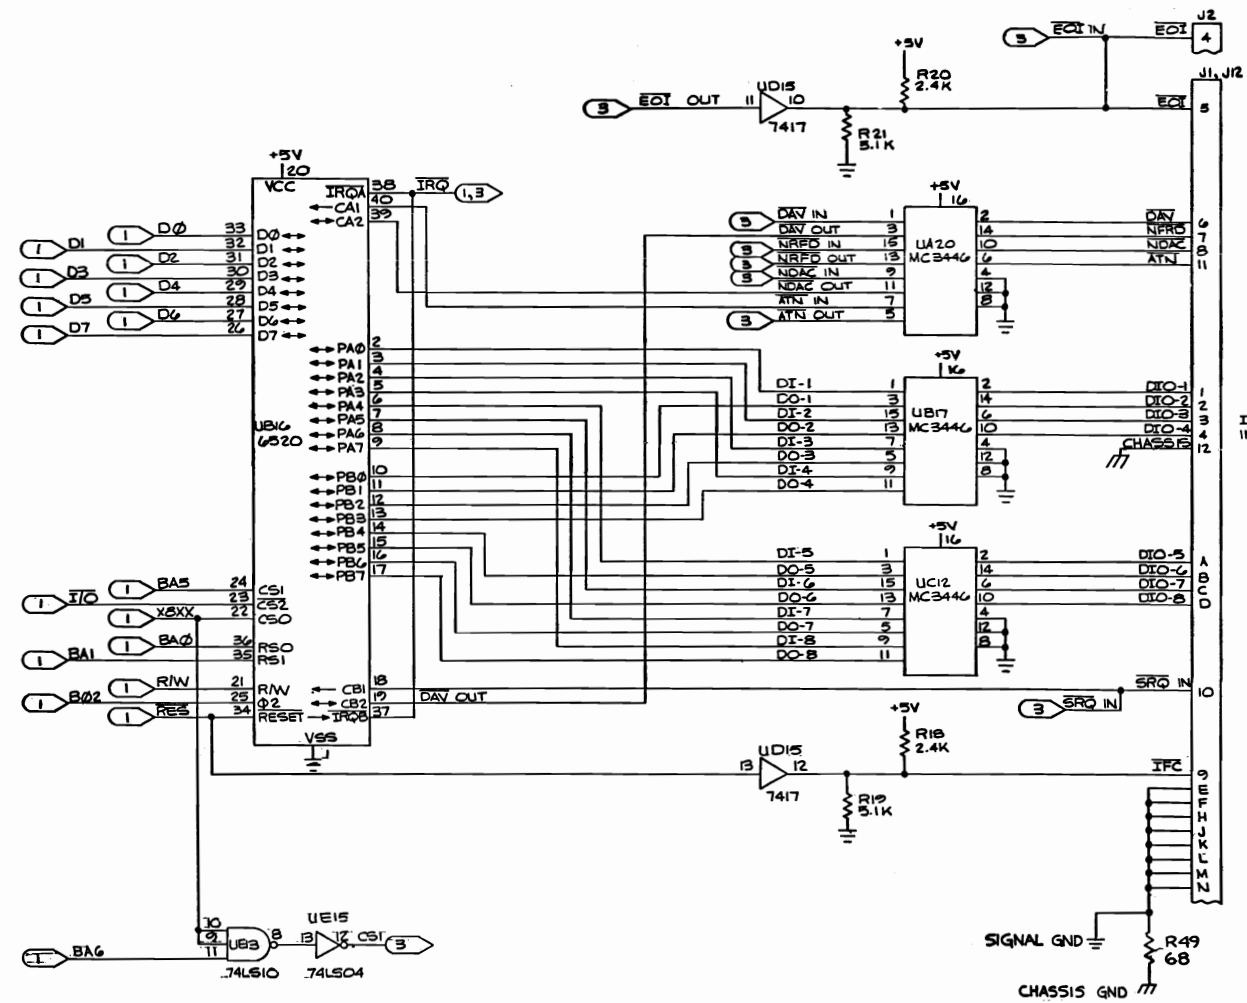 J2
3 EOI IN EOI 4
+5V
J1, J12
R20
2.4K
UD15
3 EOI OUT 11 10 EOI 5
7417
R21
5.1K
+5V
20
VCC
IRQA 38 IRQ 1,3
CA1 40
CA2 39
+5V
16
3 DAV IN 1 2 DAV 6
DAV OUT 3 14 NFRD 7
3 NRFD IN 15 UA20 10 NDAC 8
3 NRFD OUT 13 MC3446 6 ATN 11
3 NDAC IN 9 4
NDAC OUT 11 12
ATN IN 7 8
3 ATN OUT 5
1 DØ 33 DØ
1 D1 32 D1
1 D2 31 D2
1 D3 30 D3
1 D4 29 D4
1 D5 28 D5
1 D6 27 D6
1 D7 26 D7
PAØ 2
PA1 3
PA2 4
PA3 5
PA4 6
PA5 7
PA6 8
PA7 9
UB16
6520
+5V
16
DI-1 1 2 DIO-1 1
DO-1 3 14 DIO-2 2
DI-2 15 UB17 6 DIO-3 3
DO-2 13 MC3446 10 DIO-4 4
DI-3 7 4 CHASSIS 12
DO-3 5 12
DI-4 9 8
DO-4 11
PBØ 10
PB1 11
PB2 12
PB3 13
PB4 14
PB5 15
PB6 16
PB7 17
+5V
16
DI-5 1 2 DIO-5 A
DO-5 3 14 DIO-6 B
DI-6 15 UC12 6 DIO-7 C
DO-6 13 MC3446 10 DIO-8 D
DI-7 7 4
DO-7 5 12
DI-8 9 8
DO-8 11
1 BA5 24 CS1
1 I/O 23 CS2
1 X8XX 22 CS0
1 BAØ 36 RS0
1 BA1 35 RS1
1 R/W 21 R/W CB1 18 SRQ IN 10
1 BØ2 25 Φ2 CB2 19 DAV OUT 3 SRQ IN
1 RES 34 RESET IRQB 37
VSS
1
+5V
R18
2.4K
UD15
13 12 IFC 9
7417
R19
5.1K
E
F
H
J
K
L
M
N
10
9 UB3 8
11
74LS10
UE15
13 12 CS1 3
74LS04
1 BA6
SIGNAL GND
R49
68
CHASSIS GND